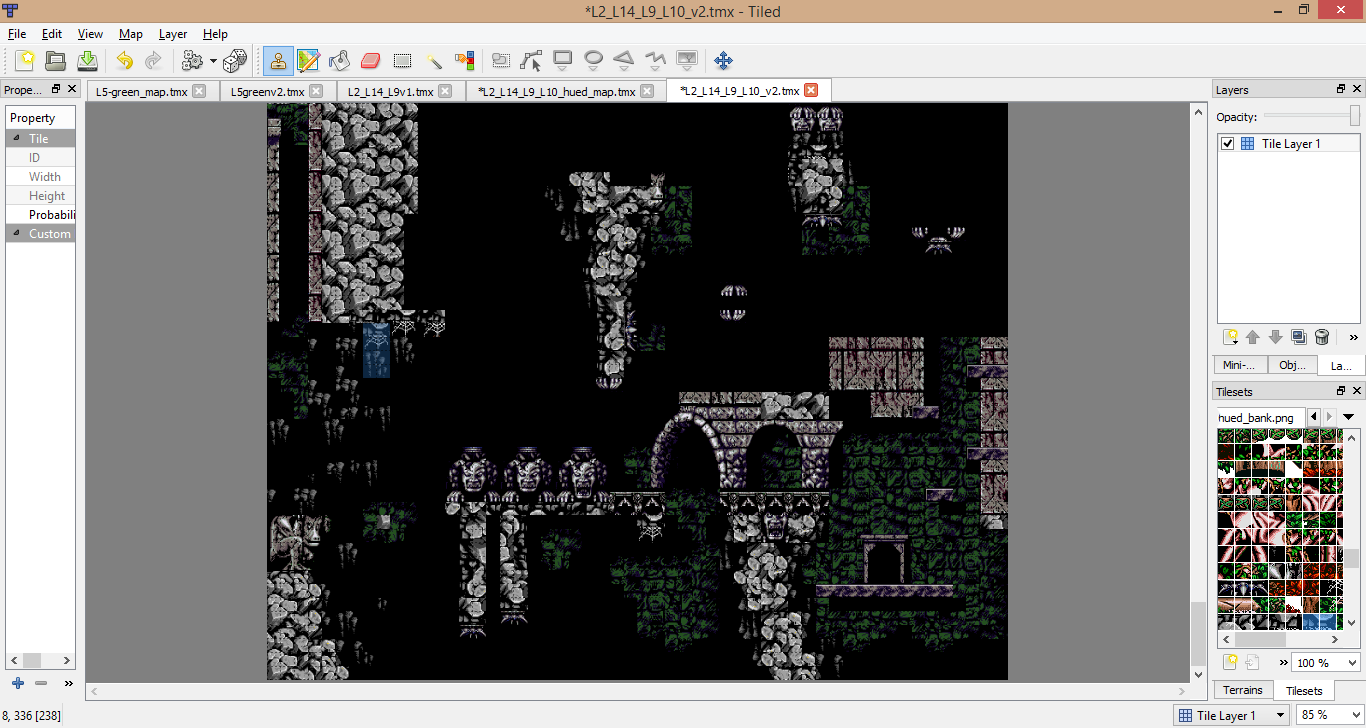 *L2_L14_L9_L10_v2.tmx - Tiled
File Edit View Map Layer Help
Prope...
L5-green_map.tmx
L5greenv2.tmx
L2_L14_L9v1.tmx
*L2_L14_L9_L10_hued_map.tmx
*L2_L14_L9_L10_v2.tmx
Layers
Property
Tile
ID
Width
Height
Probabili
Custom
Opacity:
Tile Layer 1
Mini-... Obj... La...
Tilesets
hued_bank.png
100 %
Terrains Tilesets
8, 336 [238]
Tile Layer 1
85 %